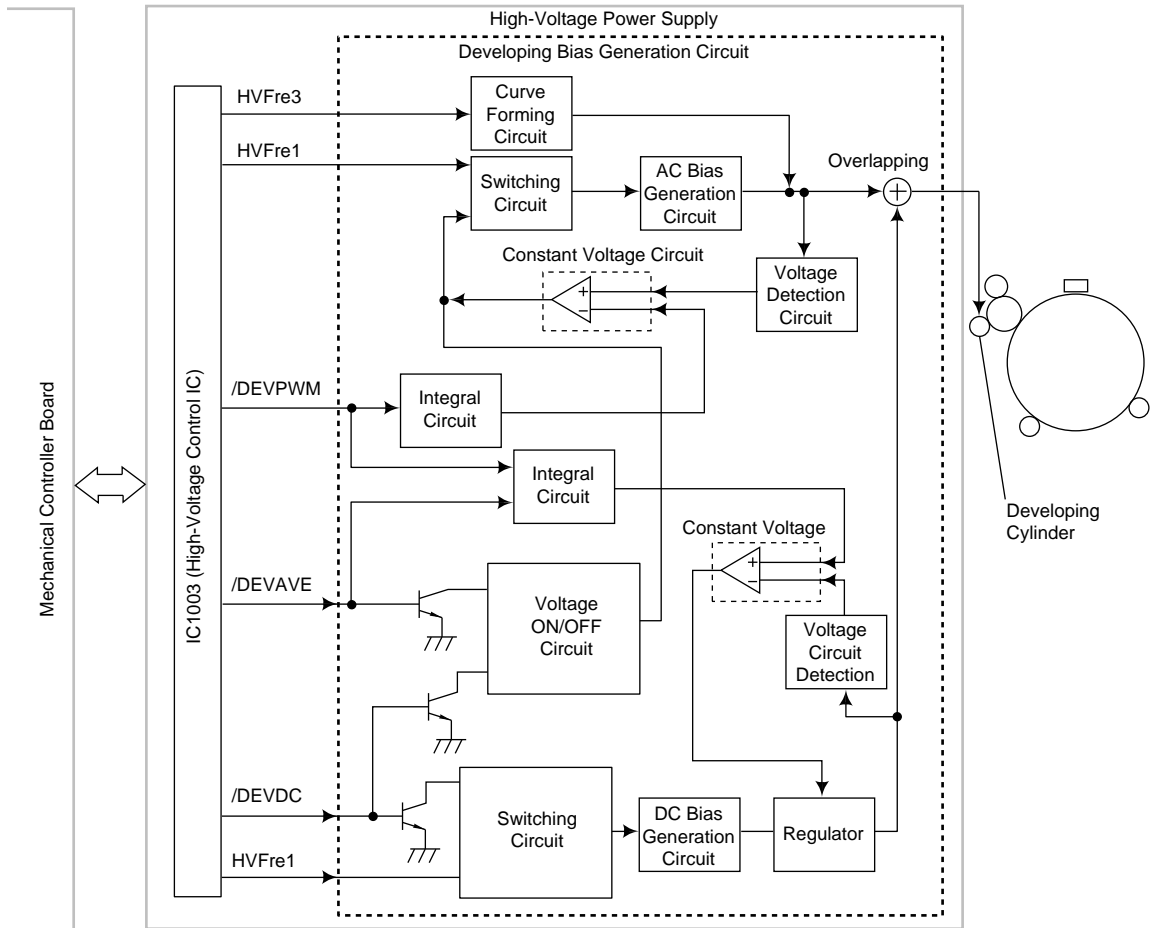 High-Voltage Power Supply
Developing Bias Generation Circuit
HVFre3
Curve
Forming
Circuit
HVFre1
Switching
Circuit
AC Bias
Generation
Circuit
Overlapping
Constant Voltage Circuit
+
−
Voltage
Detection
Circuit
Mechanical Controller Board
IC1003 (High-Voltage Control IC)
/DEVPWM
Integral
Circuit
Integral
Circuit
Developing
Cylinder
Constant Voltage
+
−
/DEVAVE
Voltage
ON/OFF
Circuit
Voltage
Circuit
Detection
/DEVDC
Switching
Circuit
DC Bias
Generation
Circuit
Regulator
HVFre1